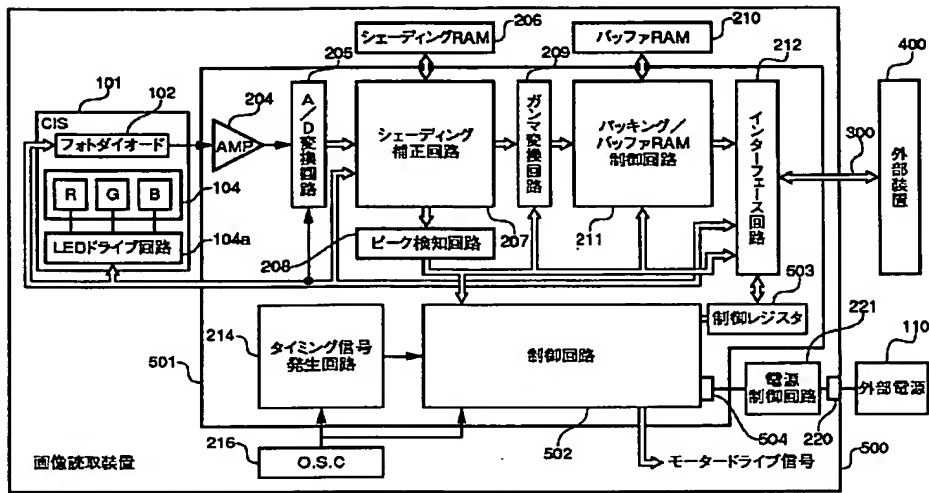 206
シェーディングRAM
210
バッファRAM
212
205
209
400
101
102
204
CIS
フォトダイオード
AMP
A/D変換回路
シェーディング
補正回路
ガンマ変換回路
パッキング/
バッファRAM
制御回路
インターフェース回路
300
外部装置
R
G
B
104
LEDドライブ回路
104a
208
ピーク検知回路
207
211
503
制御レジスタ
214
タイミング信号
発生回路
制御回路
221
電源
制御回路
110
外部電源
501
216
O.S.C
502
504
220
500
画像読取装置
モータードライブ信号